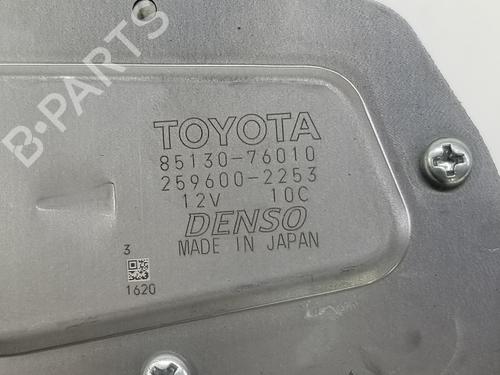 B-PARTS
TOYOTA
85130-76010
259600-2253
12V 10C
DENSO
MADE IN JAPAN
3
1620